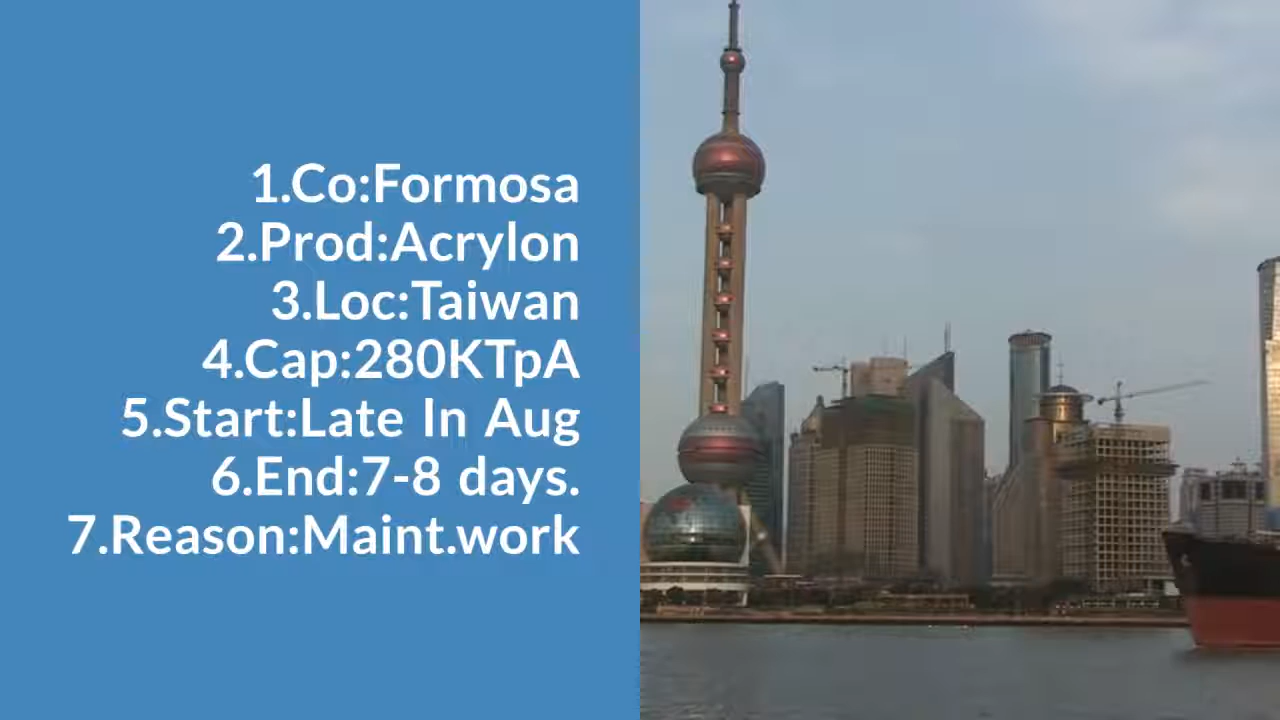 1.Co:Formosa
2.Prod:Acrylon
3.Loc:Taiwan
4.Cap:280KTpA
5.Start:Late In Aug
6.End:7-8 days.
7.Reason:Maint.work